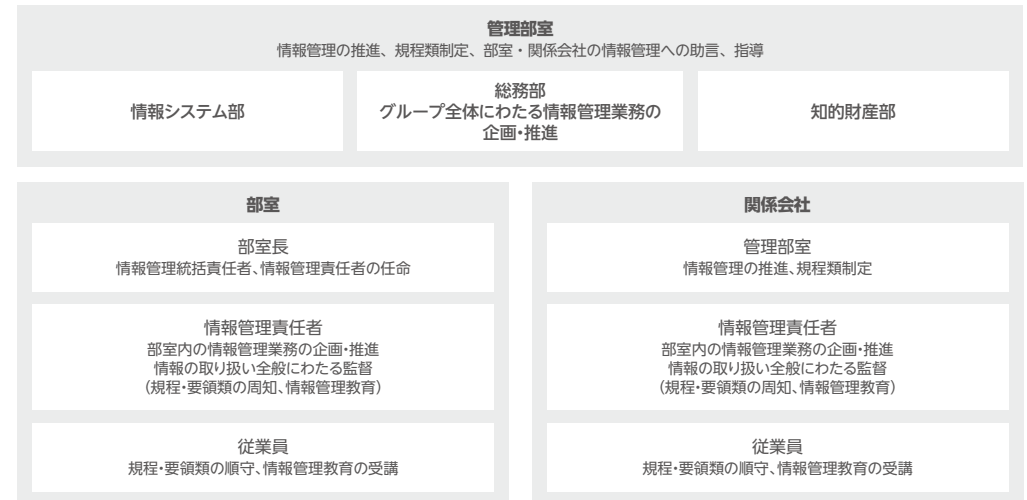 管理部室
情報管理の推進、規程類制定、部室・関係会社の情報管理への助言、指導
情報システム部
総務部
グループ全体にわたる情報管理業務の
企画・推進
知的財産部
部室
部室長
情報管理統括責任者、情報管理責任者の任命
情報管理責任者
部室内の情報管理業務の企画・推進
情報の取り扱い全般にわたる監督
(規程・要領類の周知、情報管理教育)
従業員
規程・要領類の順守、情報管理教育の受講
関係会社
管理部室
情報管理の推進、規程類制定
情報管理責任者
部室内の情報管理業務の企画・推進
情報の取り扱い全般にわたる監督
(規程・要領類の周知、情報管理教育)
従業員
規程・要領類の順守、情報管理教育の受講